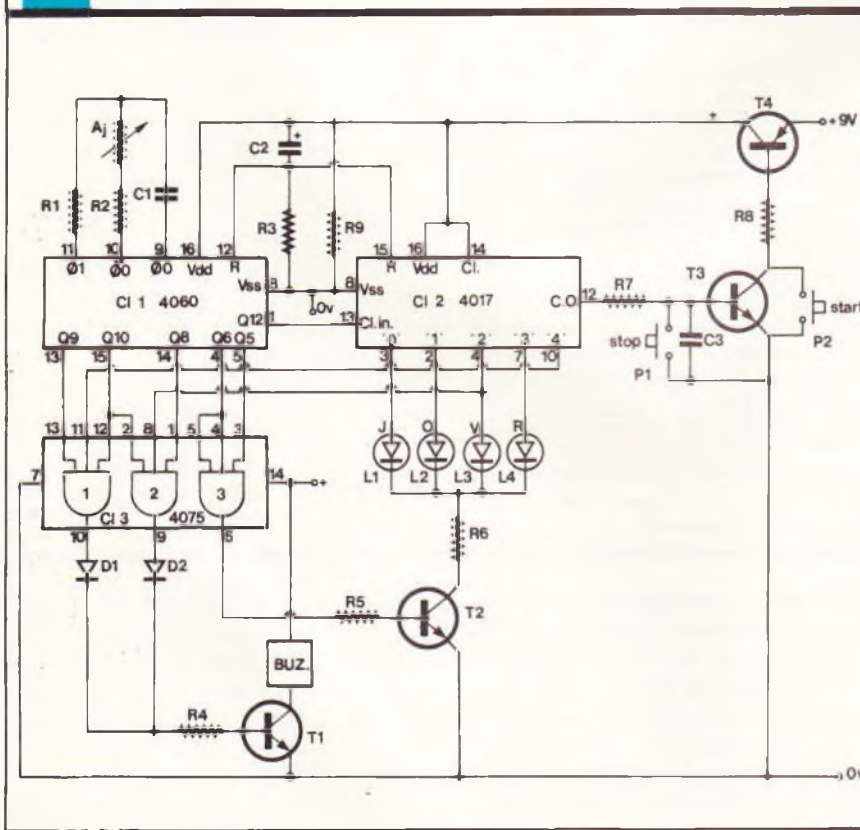 T4
+ +9V
Aj C2
R1 R2 C1 R3 R9 R8
11 10 9 16 12 15 16 14 T3
Ø1 Ø0 Ø0 Vdd R R Vdd Cl.
Vss 8 8 Vss R7
CI 1 4060 CI 2 4017 C.O 12
0v start
Q12 1 13 Cl.in. stop C3
Q9 Q10 Q8 Q6 Q5 0 1 2 3 4 P1 P2
13 15 14 4 5 3 2 4 7 10
13 11 12 2 8 1 5 4 3 J O V R
7 14 + L1 L2 L3 L4
1 2 3
CI 3 4075
10 9 6 R6
D1 D2
R5 T2
BUZ.
R4 T1
0v